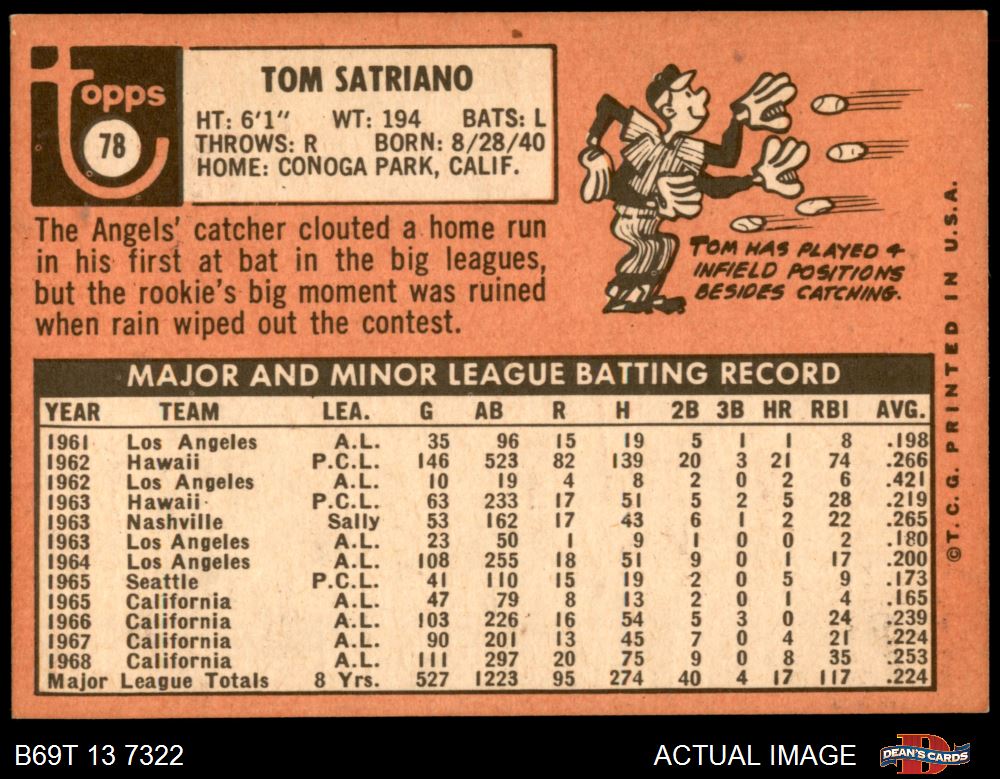 topps
78
TOM SATRIANO
HT: 6'1" WT: 194 BATS: L
THROWS: R BORN: 8/28/40
HOME: CONOGA PARK, CALIF.
The Angels' catcher clouted a home run
in his first at bat in the big leagues,
but the rookie's big moment was ruined
when rain wiped out the contest.
TOM HAS PLAYED 4
INFIELD POSITIONS
BESIDES CATCHING.
MAJOR AND MINOR LEAGUE BATTING RECORD
YEAR TEAM LEA. G AB R H 2B 3B HR RBI AVG.
1961 Los Angeles A.L. 35 96 15 19 5 1 1 8 .198
1962 Hawaii P.C.L. 146 523 82 139 20 3 21 74 .266
1962 Los Angeles A.L. 10 19 4 8 2 0 2 6 .421
1963 Hawaii P.C.L. 63 233 17 51 5 2 5 28 .219
1963 Nashville Sally 53 162 17 43 6 1 2 22 .265
1963 Los Angeles A.L. 23 50 1 9 1 0 0 2 .180
1964 Los Angeles A.L. 108 255 18 51 9 0 1 17 .200
1965 Seattle P.C.L. 41 110 15 19 2 0 5 9 .173
1965 California A.L. 47 79 8 13 2 0 1 4 .165
1966 California A.L. 103 226 16 54 5 3 0 24 .239
1967 California A.L. 90 201 13 45 7 0 4 21 .224
1968 California A.L. 111 297 20 75 9 0 8 35 .253
Major League Totals 8 Yrs. 527 1223 95 274 40 4 17 117 .224
©T.C.G. PRINTED IN U.S.A.
B69T 13 7322
ACTUAL IMAGE
DEAN'S CARDS